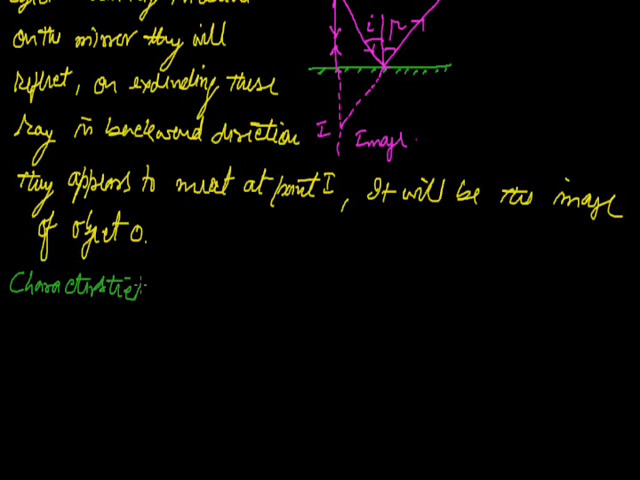 i r
on the mirror they will
reflect, on extending these
ray in backward direction
I Image.
they appears to meet at point I, It will be the image
of object O.
Characteristics